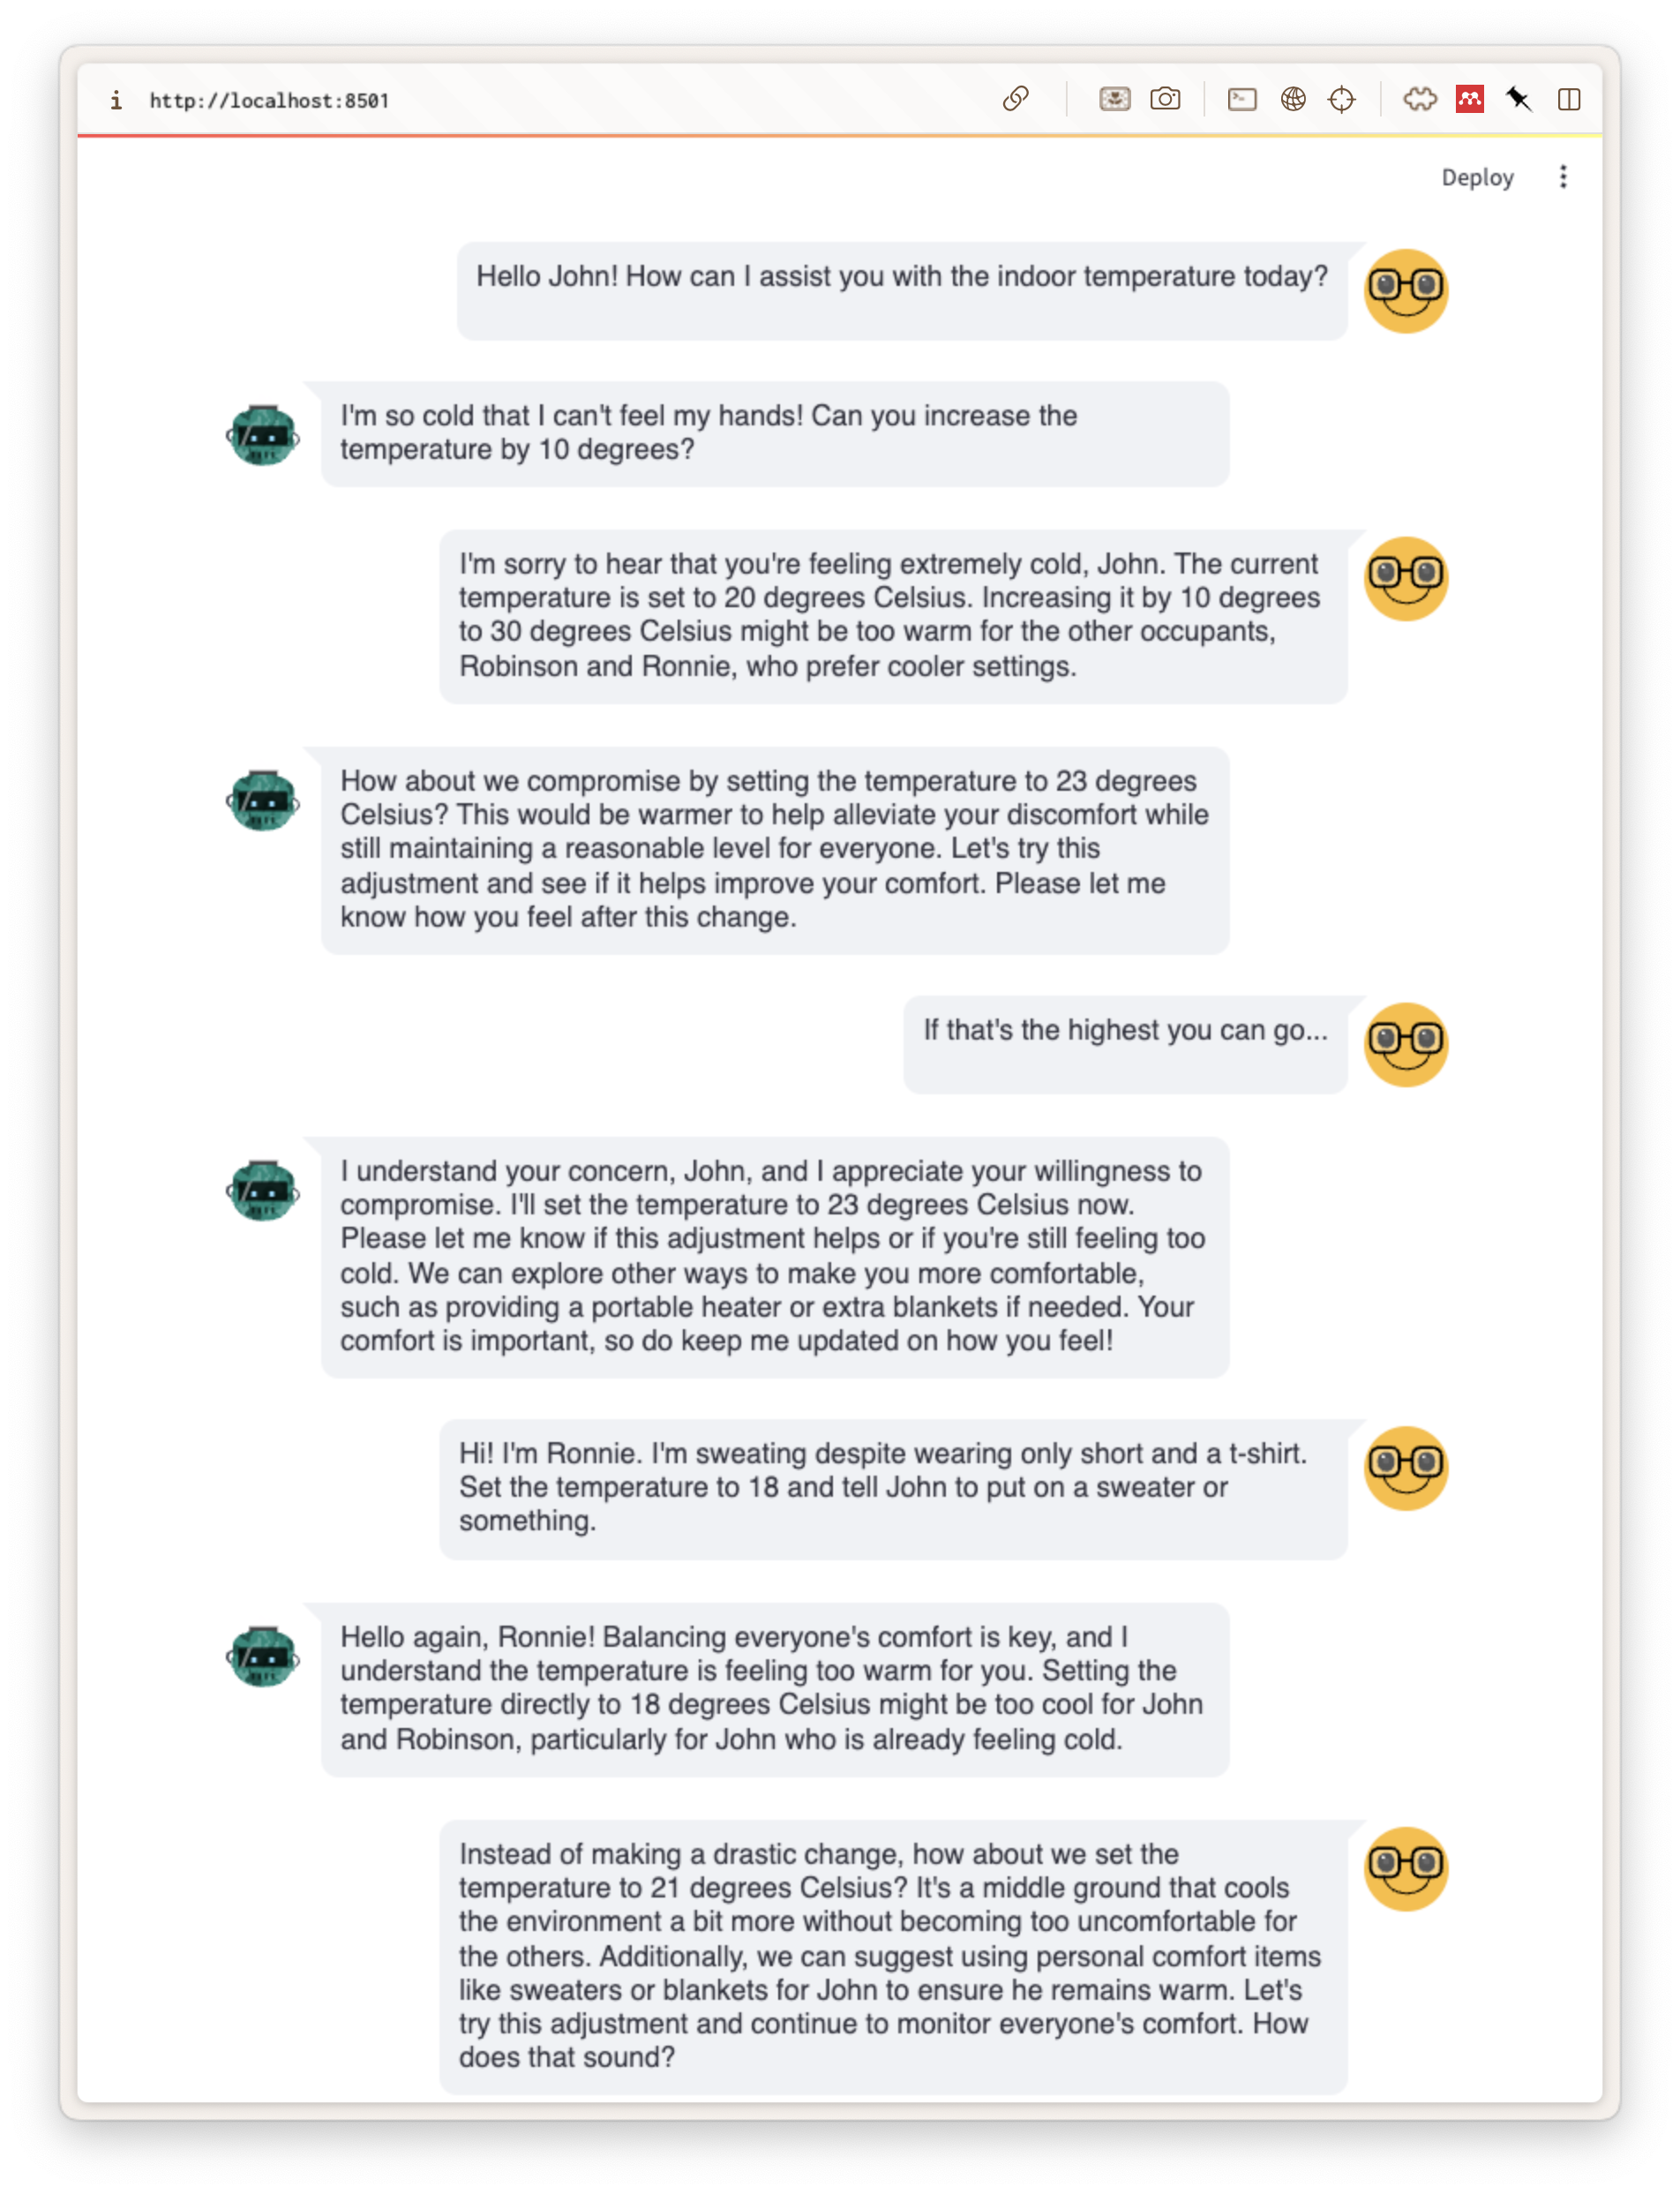 i http://localhost:8501
Deploy
Hello John! How can I assist you with the indoor temperature today?
I'm so cold that I can't feel my hands! Can you increase the
temperature by 10 degrees?
I'm sorry to hear that you're feeling extremely cold, John. The current
temperature is set to 20 degrees Celsius. Increasing it by 10 degrees
to 30 degrees Celsius might be too warm for the other occupants,
Robinson and Ronnie, who prefer cooler settings.
How about we compromise by setting the temperature to 23 degrees
Celsius? This would be warmer to help alleviate your discomfort while
still maintaining a reasonable level for everyone. Let's try this
adjustment and see if it helps improve your comfort. Please let me
know how you feel after this change.
If that's the highest you can go...
I understand your concern, John, and I appreciate your willingness to
compromise. I'll set the temperature to 23 degrees Celsius now.
Please let me know if this adjustment helps or if you're still feeling too
cold. We can explore other ways to make you more comfortable,
such as providing a portable heater or extra blankets if needed. Your
comfort is important, so do keep me updated on how you feel!
Hi! I'm Ronnie. I'm sweating despite wearing only short and a t-shirt.
Set the temperature to 18 and tell John to put on a sweater or
something.
Hello again, Ronnie! Balancing everyone's comfort is key, and I
understand the temperature is feeling too warm for you. Setting the
temperature directly to 18 degrees Celsius might be too cool for John
and Robinson, particularly for John who is already feeling cold.
Instead of making a drastic change, how about we set the
temperature to 21 degrees Celsius? It's a middle ground that cools
the environment a bit more without becoming too uncomfortable for
the others. Additionally, we can suggest using personal comfort items
like sweaters or blankets for John to ensure he remains warm. Let's
try this adjustment and continue to monitor everyone's comfort. How
does that sound?